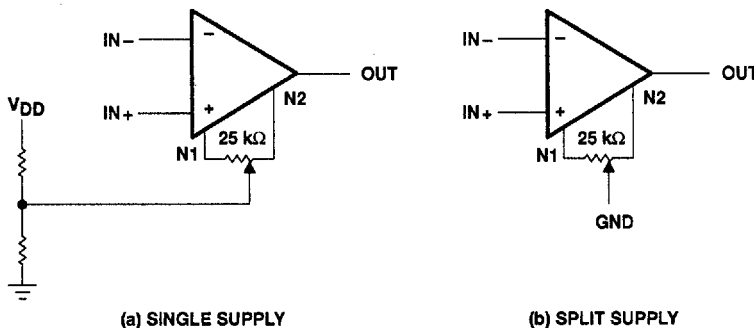 IN−
IN+
OUT
N2
25 kΩ
N1
VDD
(a) SINGLE SUPPLY
IN−
IN+
OUT
N2
25 kΩ
N1
GND
(b) SPLIT SUPPLY